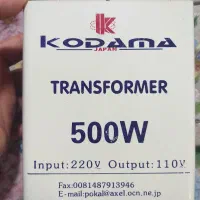 K
KODAMA
JAPAN
TRANSFORMER
500W
Input:220V Output:110V
Fax:0081487913946
E-mail:pokal@axel.ocn.ne.jp